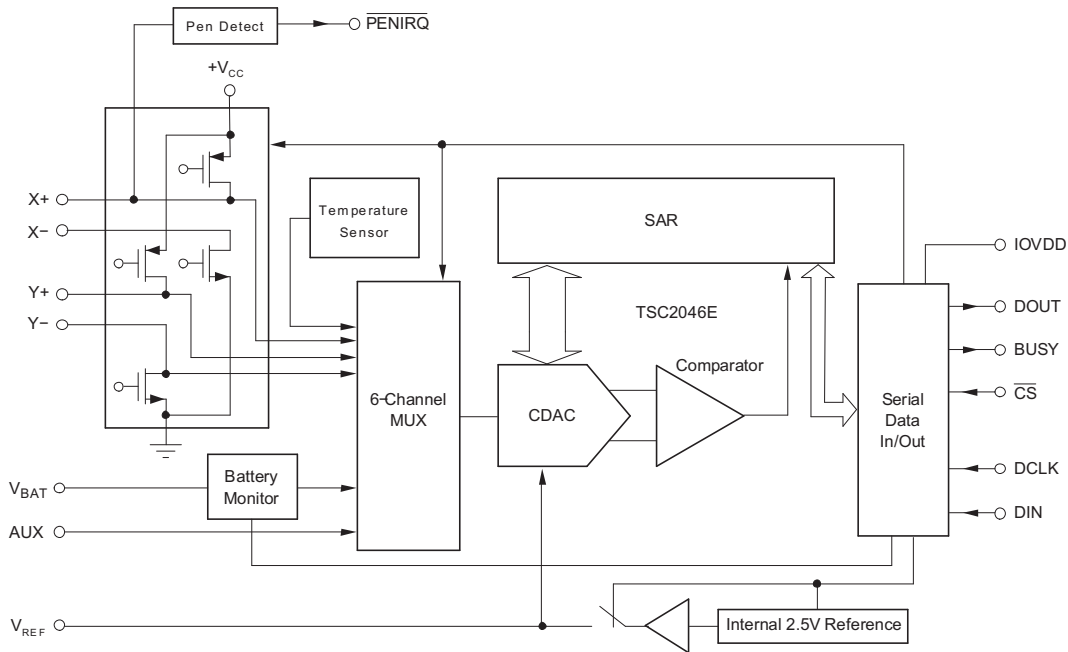 Pen Detect
PENIRQ
+VCC
X+
X−
Y+
Y−
Temperature
Sensor
SAR
TSC2046E
IOVDD
DOUT
BUSY
CS
DCLK
DIN
Comparator
6−Channel
MUX
CDAC
Serial
Data
In/Out
VBAT
Battery
Monitor
AUX
VREF
Internal 2.5V Reference